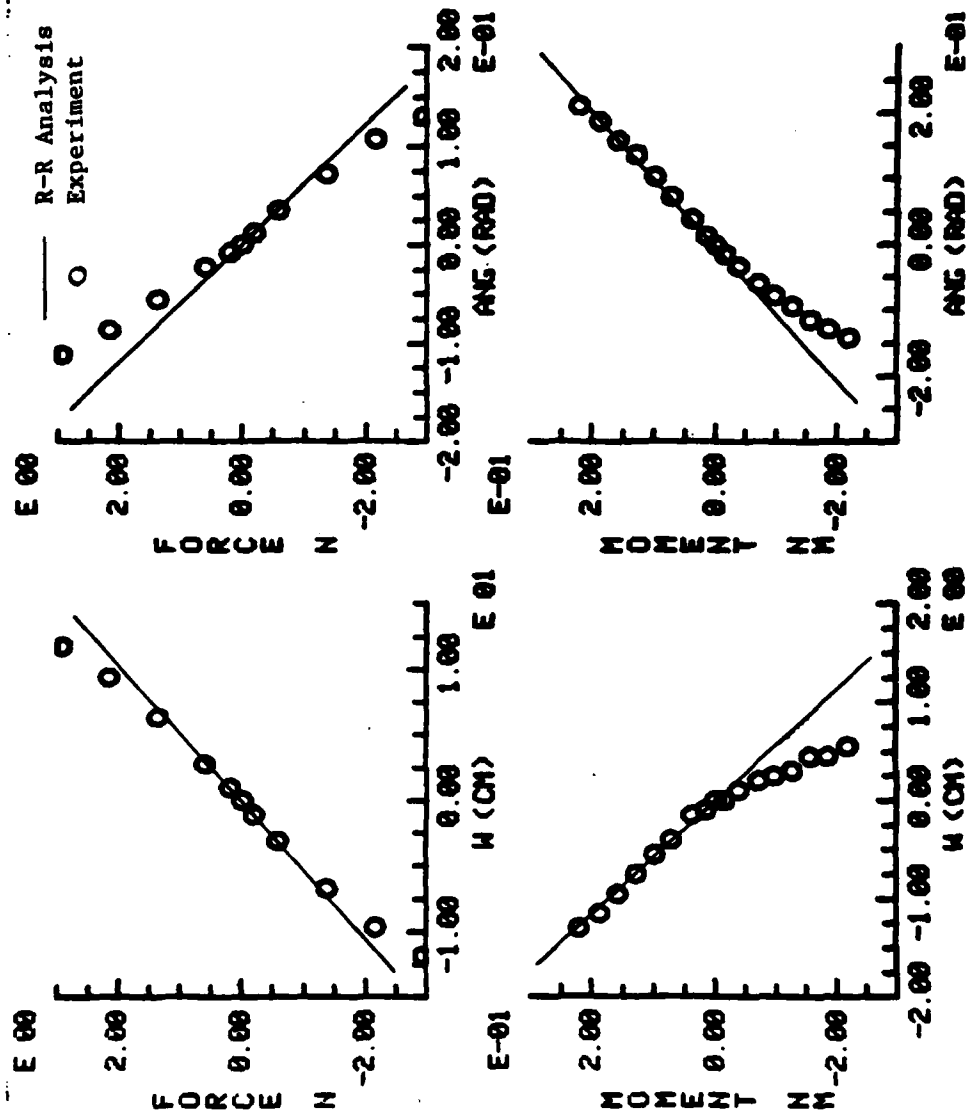 R-R Analysis
Experiment
E 00
2.00
0.00
-2.00
FORCE N
-1.00
0.00
1.00
E 01
W (CM)
E 00
2.00
0.00
-2.00
FORCE N
-2.00
-1.00
0.00
1.00
2.00
ANG (RAD)
E-01
E-01
2.00
0.00
-2.00
MOMENT NM
-2.00
-1.00
0.00
1.00
2.00
W (CM)
E 00
E-01
2.00
0.00
-2.00
MOMENT NM
-2.00
0.00
2.00
ANG (RAD)
E-01